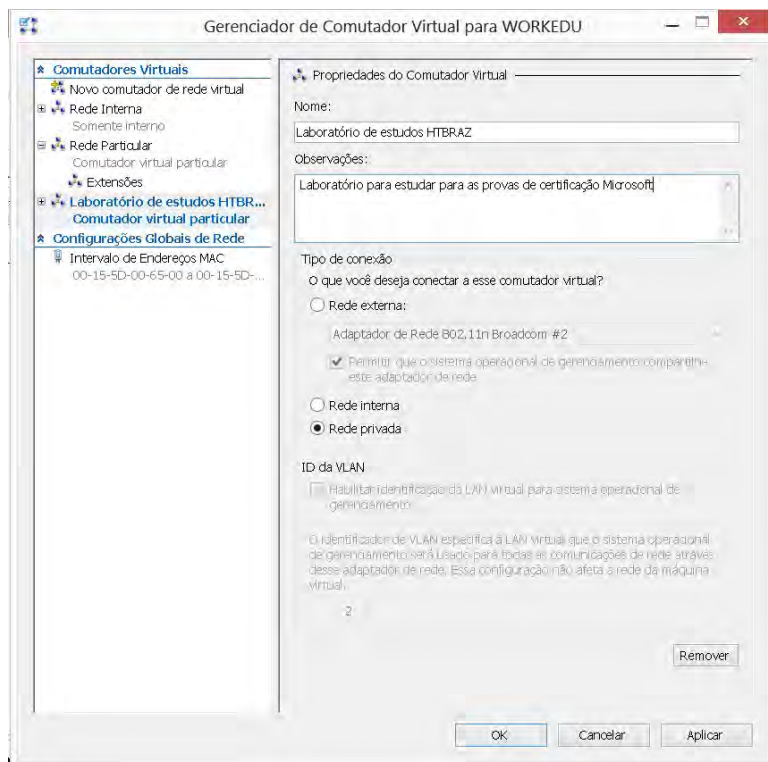 Gerenciador de Comutador Virtual para WORKEDU
Comutadores Virtuais
Novo comutador de rede virtual
Rede Interna
Somente interno
Rede Particular
Comutador virtual particular
Extensões
Laboratório de estudos HTBR...
Comutador virtual particular
Configurações Globais de Rede
Intervalo de Endereços MAC
00-15-5D-00-65-00 a 00-15-5D-...
Propriedades do Comutador Virtual
Nome:
Laboratório de estudos HTBRAZ
Observações:
Laboratório para estudar para as provas de certificação Microsoft
Tipo de conexão
O que você deseja conectar a esse comutador virtual?
Rede externa:
Adaptador de Rede 802.11n Broadcom #2
Permitir que o sistema operacional de gerenciamento compartilhe
este adaptador de rede
Rede interna
Rede privada
ID da VLAN
Habilitar identificação da LAN virtual para sistema operacional de
gerenciamento
O identificador de VLAN especifica a LAN virtual que o sistema operacional
de gerenciamento será usado para todas as comunicações de rede através
desse adaptador de rede. Essa configuração não afeta a rede da máquina
virtual.
2
Remover
OK
Cancelar
Aplicar